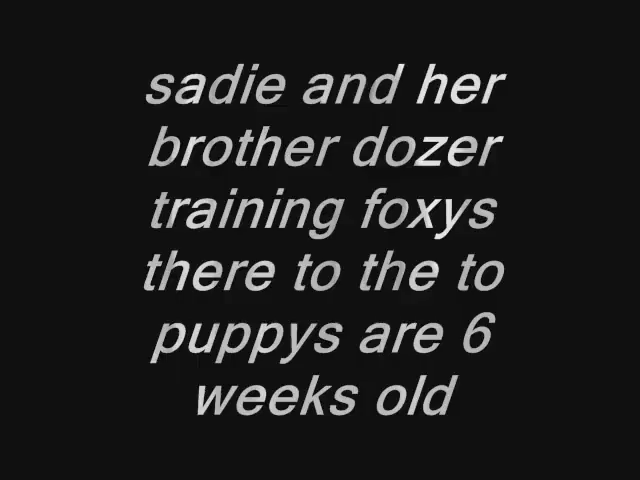 sadie and her
brother dozer
training foxys
there to the to
puppys are 6
weeks old